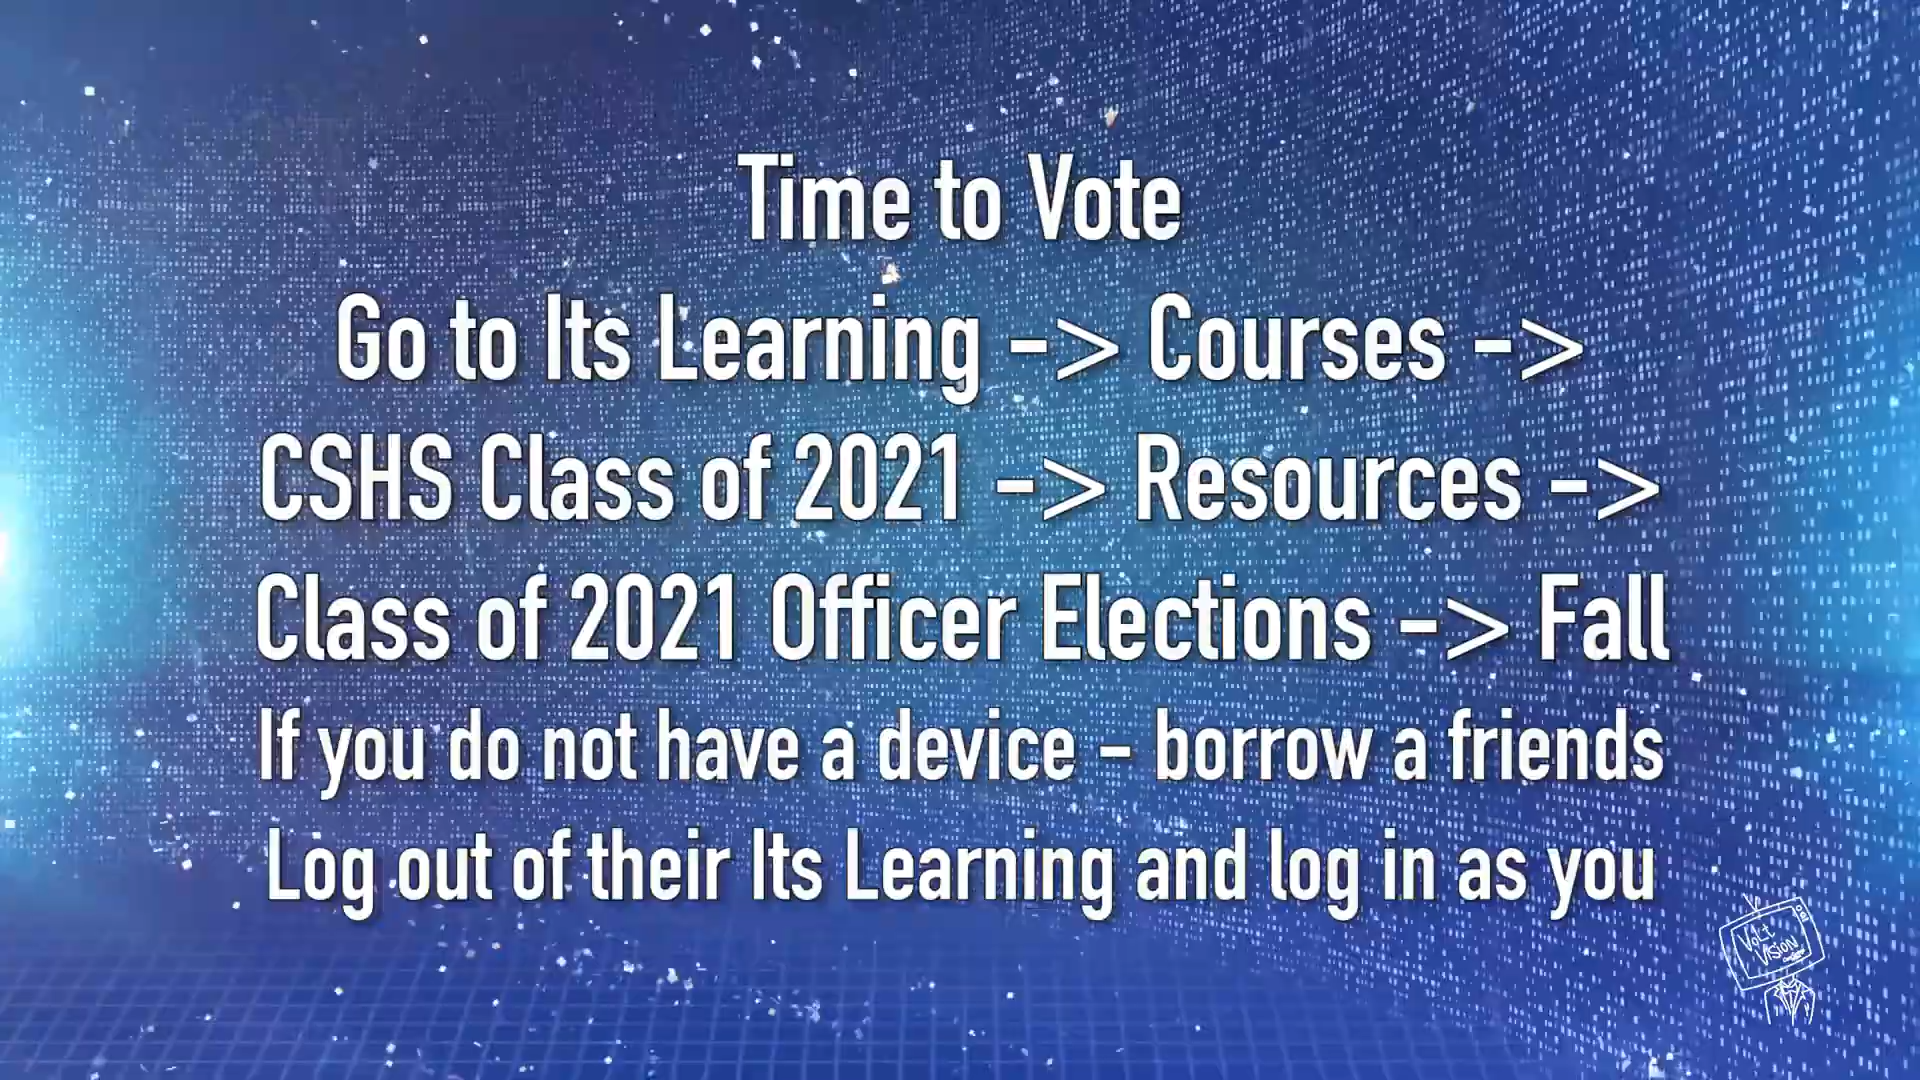 Time to Vote
Go to Its Learning -> Courses ->
CSHS Class of 2021 -> Resources ->
Class of 2021 Officer Elections -> Fall
If you do not have a device - borrow a friends
Log out of their Its Learning and log in as you
Volt
Vision